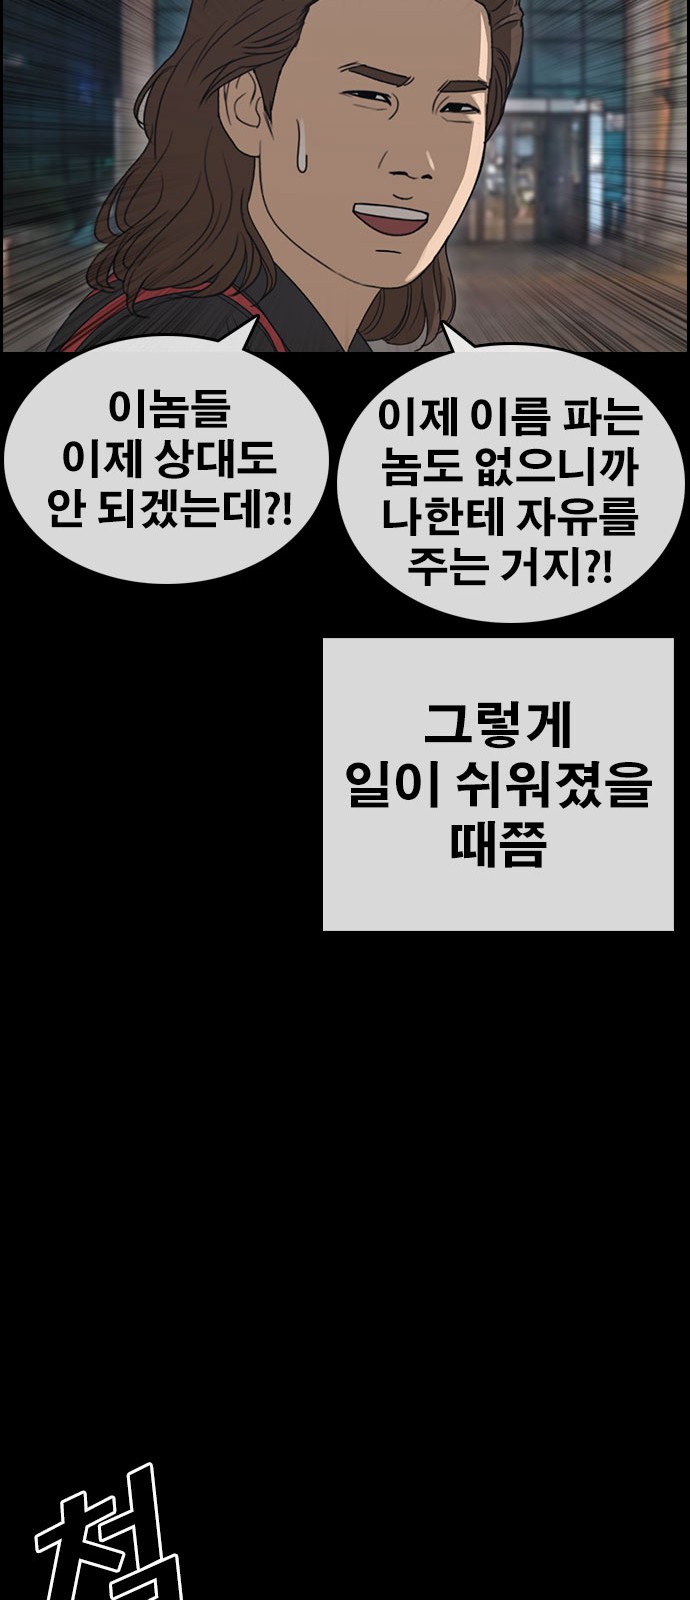 이놈들
이제 상대도
안 되겠는데?!
이제 이름 파는
놈도 없으니까
나한테 자유를
주는 거지?!
그렇게
일이 쉬워졌을
때쯤